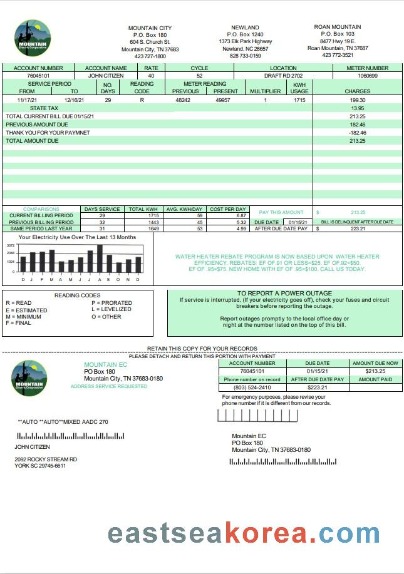 MOUNTAIN
MOUNTAIN CITY
P.O. Box 180
604 S. Church St.
Mountain City, TN 37683
423-727-1800
NEWLAND
P.O. Box 1240
1373 Elk Park Highway
Newland, NC 28657
828 733-0159
ROAN MOUNTAIN
P.O. Box 103
8477 Hwy 19 E.
Roan Mountain, TN 37687
423 772-3521
ACCOUNT NUMBER ACCOUNT NAME RATE CYCLE LOCATION METER NUMBER
76045101 JOHN CITIZEN 40 52 DRAFT RD 2702 1060699
SERVICE PERIOD NO. READING METER READING KWH
FROM TO DAYS CODE PREVIOUS PRESENT MULTIPLIER USAGE CHARGES
11/17/21 12/16/21 29 R 48242 49957 1 1715 199.30
STATE TAX 13.95
TOTAL CURRENT BILL DUE 01/15/21 213.25
PREVIOUS AMOUNT DUE 182.46
THANK YOU FOR YOUR PAYMNET -182.46
TOTAL AMOUNT DUE 213.25
COMPARISONS DAYS SERVICE TOTAL KWH AVG. KWH/DAY COST PER DAY
CURRENT BILLING PERIOD 29 1715
PREVIOUS BILLING PERIOD 32 1443 45
SAME PERIOD LAST YEAR 31 1649 53
PAY THIS AMOUNT $ 213.25
DUE DATE 01/15/21 BILL IS DELINQUENT AFTER DUE DATE
AFTER DUE DATE PAY $ 223.21
Your Electricity Use Over The Last 13 Months
D J F M A M J J A S O N D
WATER HEATER REBATE PROGRAM IS NOW BASED UPON WATER HEATER
EFFICIENCY. REBATES: EF OF 91 OR LESS=$25. EF OF 92=$50.
EF OF .95=$75. NEW HOME WITH EF OF .95=$100. CALL US TODAY.
READING CODES
R = READ P = PRORATED
E = ESTIMATED L = LEVELIZED
M = MINIMUM O = OTHER
F = FINAL
TO REPORT A POWER OUTAGE
If service is interrupted, (if your electricity goes off), check your fuses and circuit
breakers before reporting the outage.
Report outages promptly to the local office day or
night at the number listed on the top of this bill.
RETAIN THIS COPY FOR YOUR RECORDS
PLEASE DETACH AND RETURN THIS PORTION WITH PAYMENT
MOUNTAIN
MOUNTAIN EC
PO Box 180
Mountain City, TN 37683-0180
ADDRESS SERVICE REQUESTED
ACCOUNT NUMBER DUE DATE AMOUNT DUE NOW
76045101 01/15/21 $213.25
Phone number on record AFTER DUE DATE PAY AMOUNT PAID
(803) 524-2410 $223.21
For emergency purposes, please revise your
phone number if it is different from our records.
**AUTO **AUTO**MIXED AADC 270
JOHN CITIZEN
2092 ROCKY STREAM RD
YORK SC 29745-6611
Mountain EC
PO Box 180
Mountain City, TN 37683-0180
eastseakorea.com